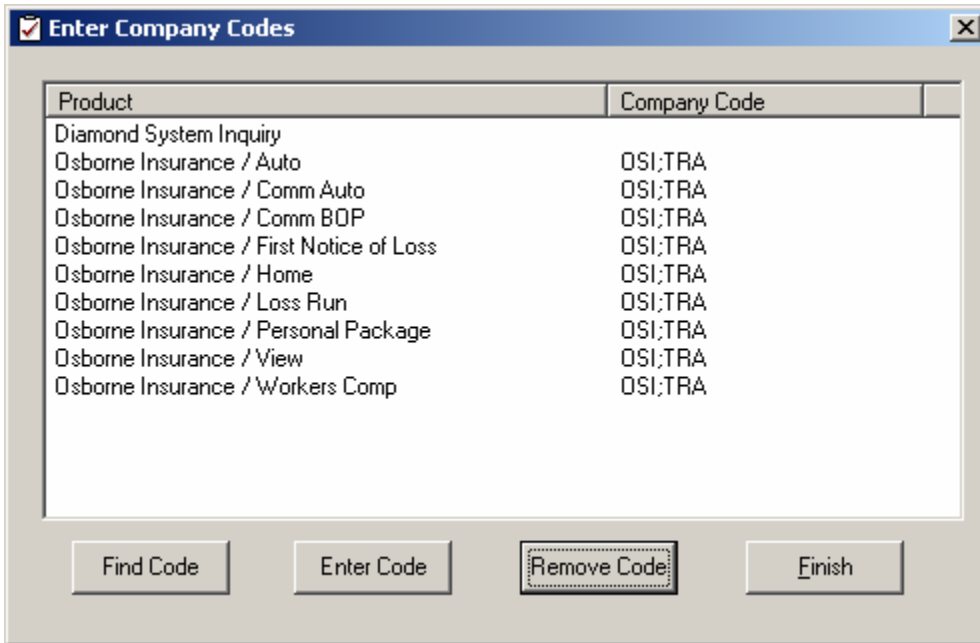 Enter Company Codes
Product Company Code
Diamond System Inquiry
Osborne Insurance / Auto OSI;TRA
Osborne Insurance / Comm Auto OSI;TRA
Osborne Insurance / Comm BOP OSI;TRA
Osborne Insurance / First Notice of Loss OSI;TRA
Osborne Insurance / Home OSI;TRA
Osborne Insurance / Loss Run OSI;TRA
Osborne Insurance / Personal Package OSI;TRA
Osborne Insurance / View OSI;TRA
Osborne Insurance / Workers Comp OSI;TRA
Find Code Enter Code Remove Code Finish